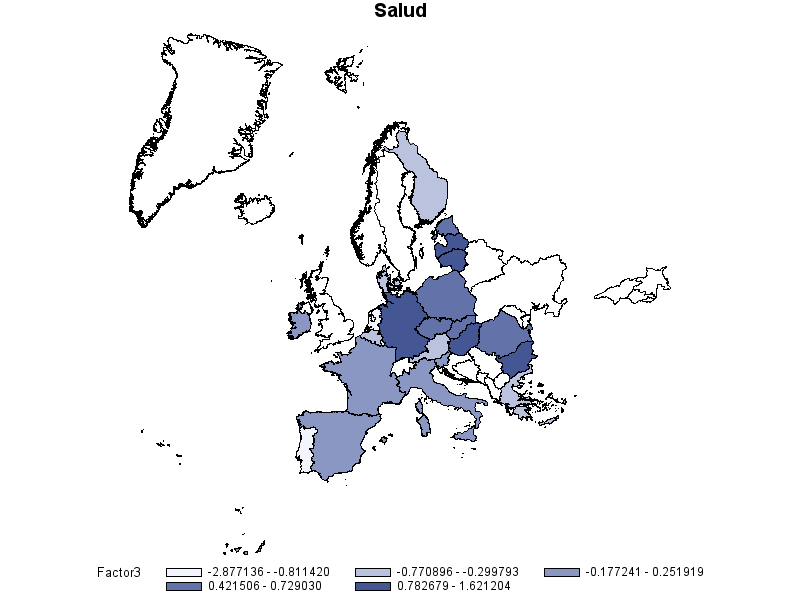 Salud
Factor3 -2.877136 - -0.811420 -0.770896 - -0.299793 -0.177241 - 0.251919
0.421506 - 0.729030 0.782679 - 1.621204